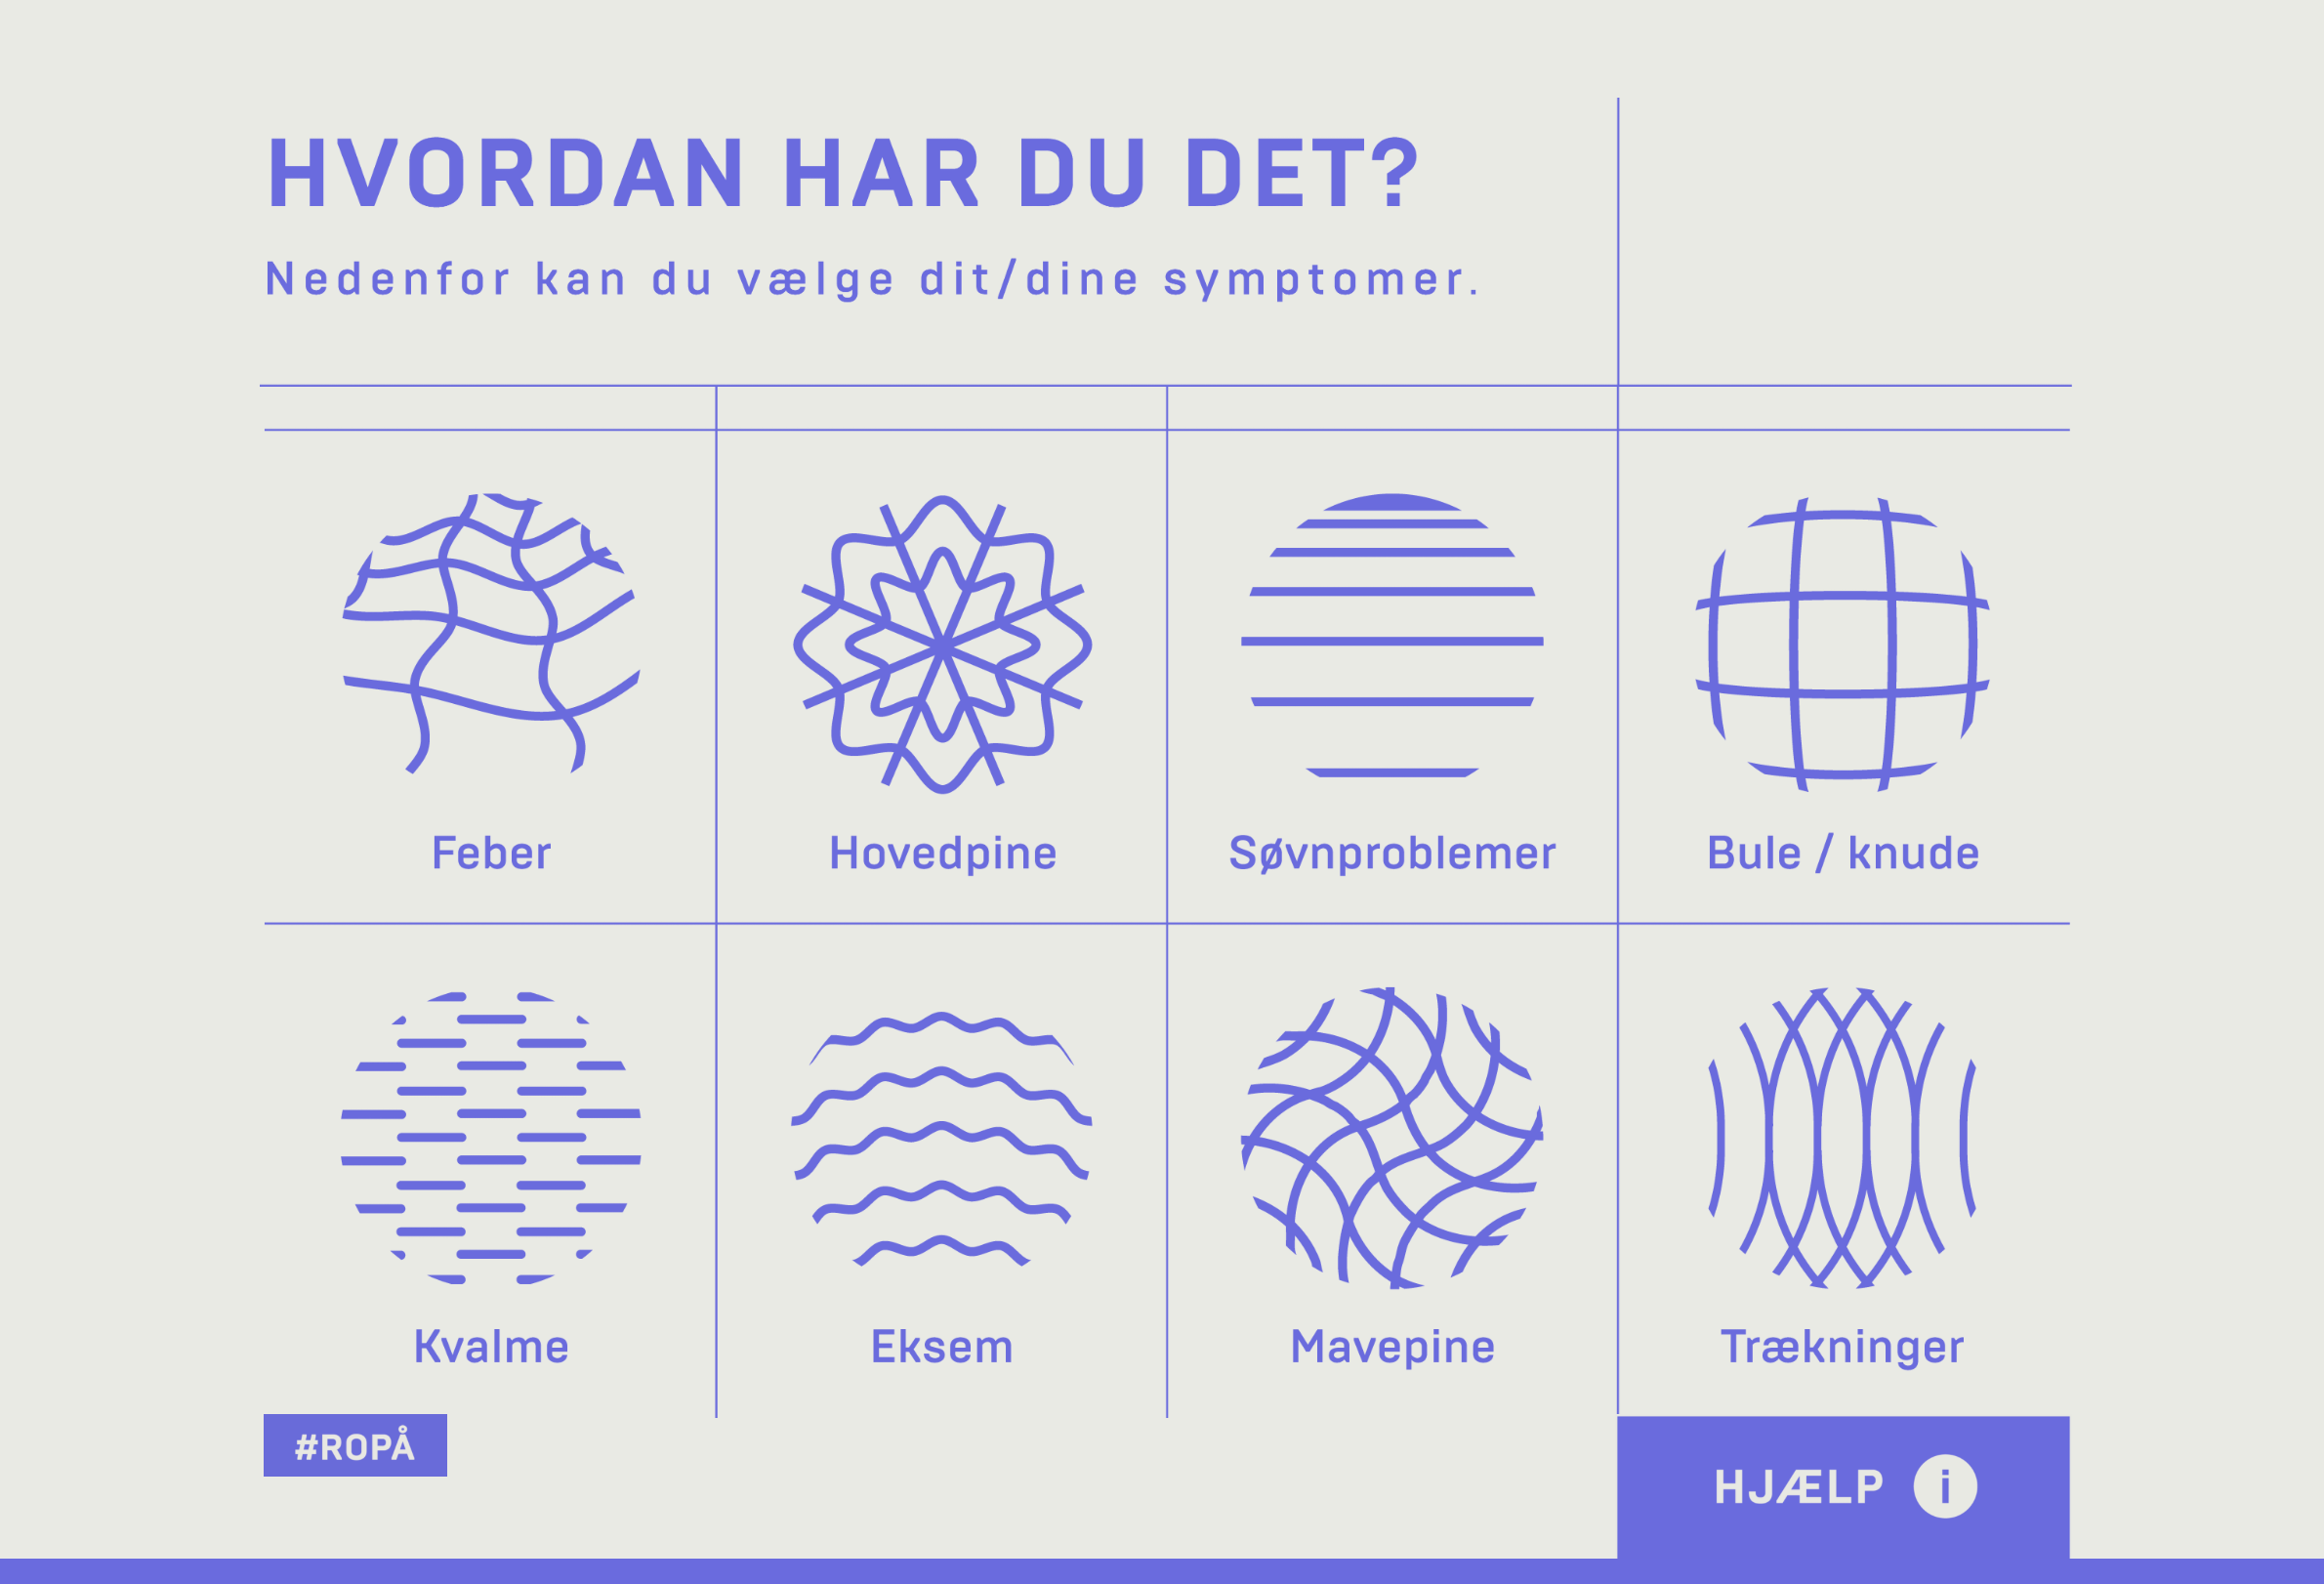 HVORDAN HAR DU DET?
Nedenfor kan du vælge dit/dine symptomer.
Feber
Hovedpine
Søvnproblemer
Bule / knude
Kvalme
Eksem
Mavepine
Trækninger
#ROPÅ
HJÆLP i